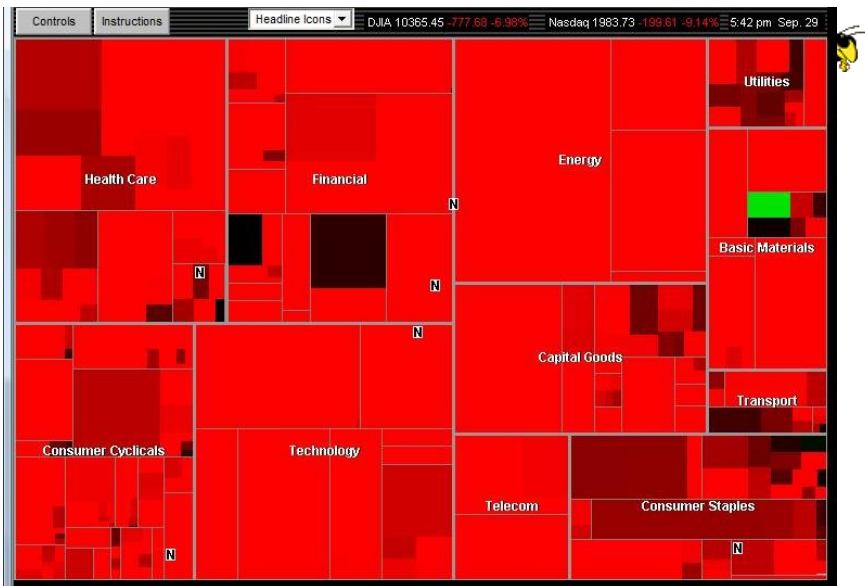 Controls Instructions Headline Icons DJIA 10365.45 -777.68 -6.98% Nasdaq 1983.73 -199.61 -9.14% 5:42 pm Sep. 29
Utilities
Health Care
Financial
Energy
N
Basic Materials
N
N
N
Capital Goods
Transport
Consumer Cyclicals
Technology
Telecom
Consumer Staples
N
N